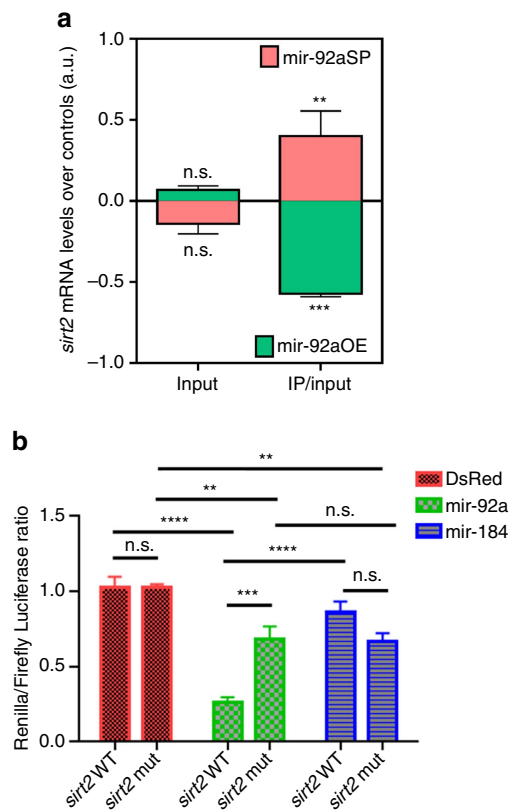 a
sirt2 mRNA levels over controls (a.u.)
1.0
0.5
0.0
−0.5
−1.0
mir-92aSP
**
n.s.
n.s.
***
mir-92aOE
Input
IP/input
b
Renilla/Firefly Luciferase ratio
1.5
1.0
0.5
0.0
**
**
n.s.
****
****
n.s.
n.s.
***
DsRed
mir-92a
mir-184
sirt2 WT
sirt2 mut
sirt2 WT
sirt2 mut
sirt2 WT
sirt2 mut